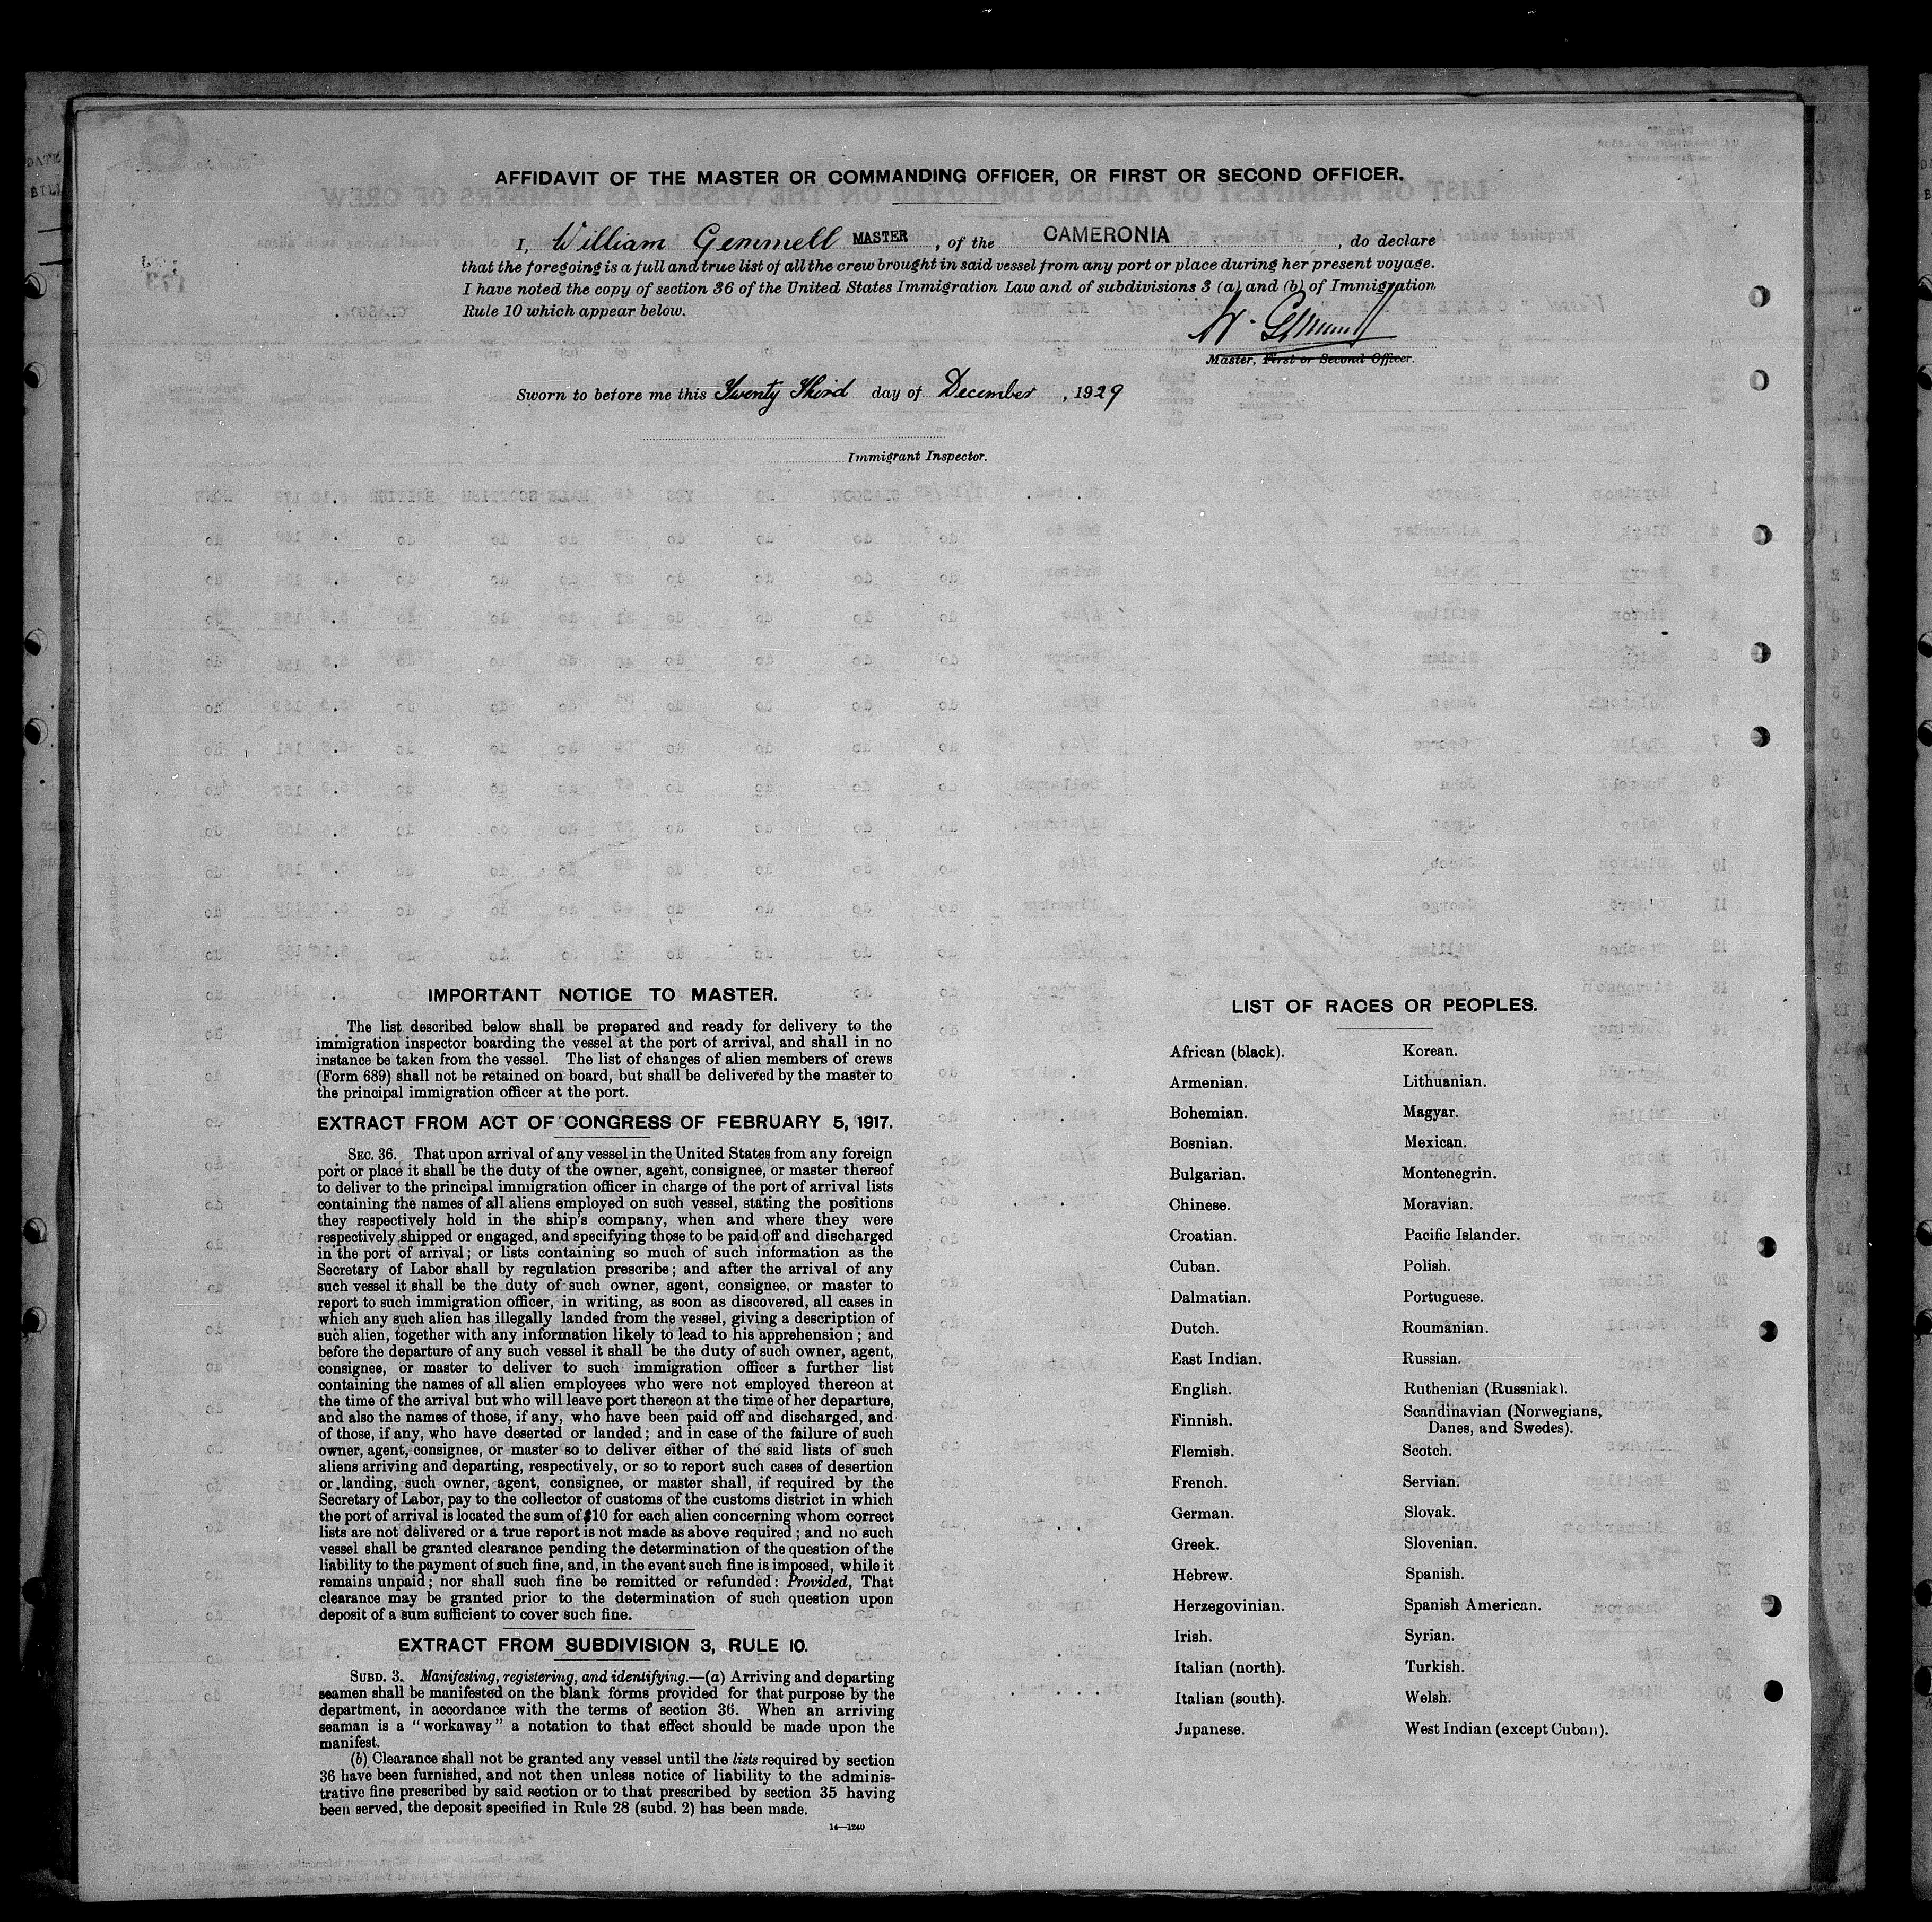 AFFIDAVIT OF THE MASTER OR COMMANDING OFFICER, OR FIRST OR SECOND OFFICER.
I, William Gemmell MASTER, of the CAMERONIA, do declare
that the foregoing is a full and true list of all the crew brought in said vessel from any port or place during her present voyage.
I have noted the copy of section 36 of the United States Immigration Law and of subdivisions 3 (a) and (b) of Immigration
Rule 10 which appear below.
W. Gemmell
Master, First or Second Officer.
Sworn to before me this Twenty Third day of December, 1929
Immigrant Inspector.
IMPORTANT NOTICE TO MASTER.
The list described below shall be prepared and ready for delivery to the
immigration inspector boarding the vessel at the port of arrival, and shall in no
instance be taken from the vessel. The list of changes of alien members of crews
(Form 689) shall not be retained on board, but shall be delivered by the master to
the principal immigration officer at the port.
EXTRACT FROM ACT OF CONGRESS OF FEBRUARY 5, 1917.
SEC. 36. That upon arrival of any vessel in the United States from any foreign
port or place it shall be the duty of the owner, agent, consignee, or master thereof
to deliver to the principal immigration officer in charge of the port of arrival lists
containing the names of all aliens employed on such vessel, stating the positions
they respectively hold in the ship's company, when and where they were
respectively shipped or engaged, and specifying those to be paid off and discharged
in the port of arrival; or lists containing so much of such information as the
Secretary of Labor shall by regulation prescribe; and after the arrival of any
such vessel it shall be the duty of such owner, agent, consignee, or master to
report to such immigration officer, in writing, as soon as discovered, all cases in
which any such alien has illegally landed from the vessel, giving a description of
such alien, together with any information likely to lead to his apprehension; and
before the departure of any such vessel it shall be the duty of such owner, agent,
consignee, or master to deliver to such immigration officer a further list
containing the names of all alien employees who were not employed thereon at
the time of the arrival but who will leave port thereon at the time of her departure,
and also the names of those, if any, who have been paid off and discharged, and
of those, if any, who have deserted or landed; and in case of the failure of such
owner, agent, consignee, or master so to deliver either of the said lists of such
aliens arriving and departing, respectively, or so to report such cases of desertion
or landing, such owner, agent, consignee, or master shall, if required by the
Secretary of Labor, pay to the collector of customs of the customs district in which
the port of arrival is located the sum of $10 for each alien concerning whom correct
lists are not delivered or a true report is not made as above required; and no such
vessel shall be granted clearance pending the determination of the question of the
liability to the payment of such fine, and, in the event such fine is imposed, while it
remains unpaid; nor shall such fine be remitted or refunded: Provided, That
clearance may be granted prior to the determination of such question upon
deposit of a sum sufficient to cover such fine.
EXTRACT FROM SUBDIVISION 3, RULE 10.
SUBD. 3. Manifesting, registering, and identifying.—(a) Arriving and departing
seamen shall be manifested on the blank forms provided for that purpose by the
department, in accordance with the terms of section 36. When an arriving
seaman is a "workaway" a notation to that effect should be made upon the
manifest.
(b) Clearance shall not be granted any vessel until the lists required by section
36 have been furnished, and not then unless notice of liability to the adminis-
trative fine prescribed by said section or to that prescribed by section 35 having
been served, the deposit specified in Rule 28 (subd. 2) has been made.
14—1240
LIST OF RACES OR PEOPLES.
African (black).
Armenian.
Bohemian.
Bosnian.
Bulgarian.
Chinese.
Croatian.
Cuban.
Dalmatian.
Dutch.
East Indian.
English.
Finnish.
Flemish.
French.
German.
Greek.
Hebrew.
Herzegovinian.
Irish.
Italian (north).
Italian (south).
Japanese.
Korean.
Lithuanian.
Magyar.
Mexican.
Montenegrin.
Moravian.
Pacific Islander.
Polish.
Portuguese.
Roumanian.
Russian.
Ruthenian (Russniak).
Scandinavian (Norwegians,
Danes, and Swedes).
Scotch.
Servian.
Slovak.
Slovenian.
Spanish.
Spanish American.
Syrian.
Turkish.
Welsh.
West Indian (except Cuban).